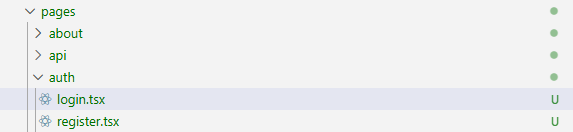 pages
about
api
auth
login.tsx U
register.tsx U